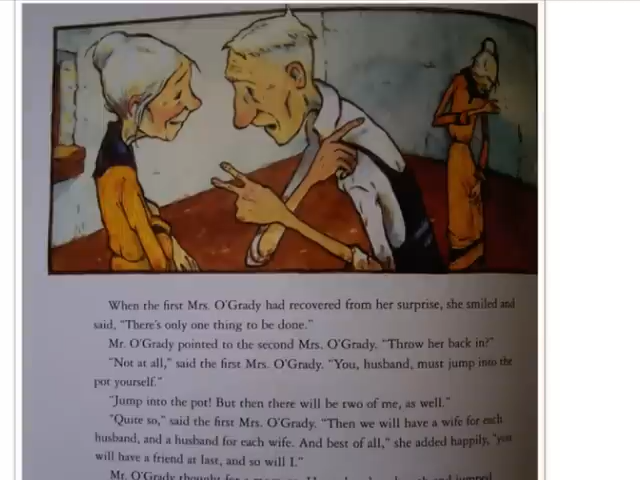 When the first Mrs. O'Grady had recovered from her surprise, she smiled and
said, "There's only one thing to be done."
Mr. O'Grady pointed to the second Mrs. O'Grady. "Throw her back in?"
"Not at all," said the first Mrs. O'Grady. "You, husband, must jump into the
pot yourself."
"Jump into the pot! But then there will be two of me, as well."
"Quite so," said the first Mrs. O'Grady. "Then we will have a wife for each
husband, and a husband for each wife. And best of all," she added happily, "you
will have a friend at last, and so will I."
Mr. O'Grady thought for a